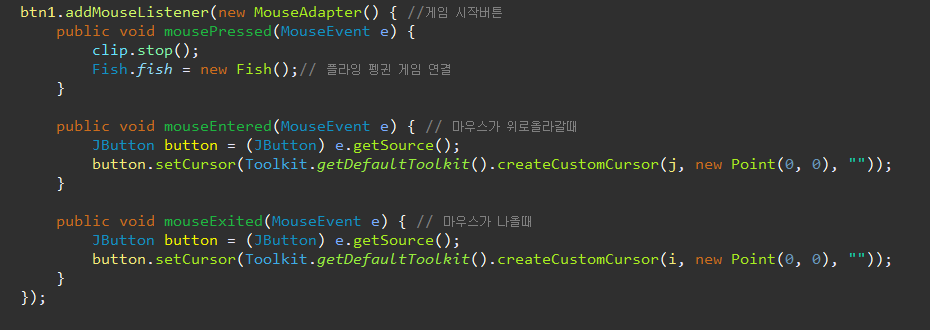 btn1.addMouseListener(new MouseAdapter() { //게임 시작버튼
public void mousePressed(MouseEvent e) {
clip.stop();
Fish.fish = new Fish();// 플라잉 펭귄 게임 연결
}
public void mouseEntered(MouseEvent e) { // 마우스가 위로올라갈때
JButton button = (JButton) e.getSource();
button.setCursor(Toolkit.getDefaultToolkit().createCustomCursor(j, new Point(0, 0), ""));
}
public void mouseExited(MouseEvent e) { // 마우스가 나올때
JButton button = (JButton) e.getSource();
button.setCursor(Toolkit.getDefaultToolkit().createCustomCursor(i, new Point(0, 0), ""));
}
});